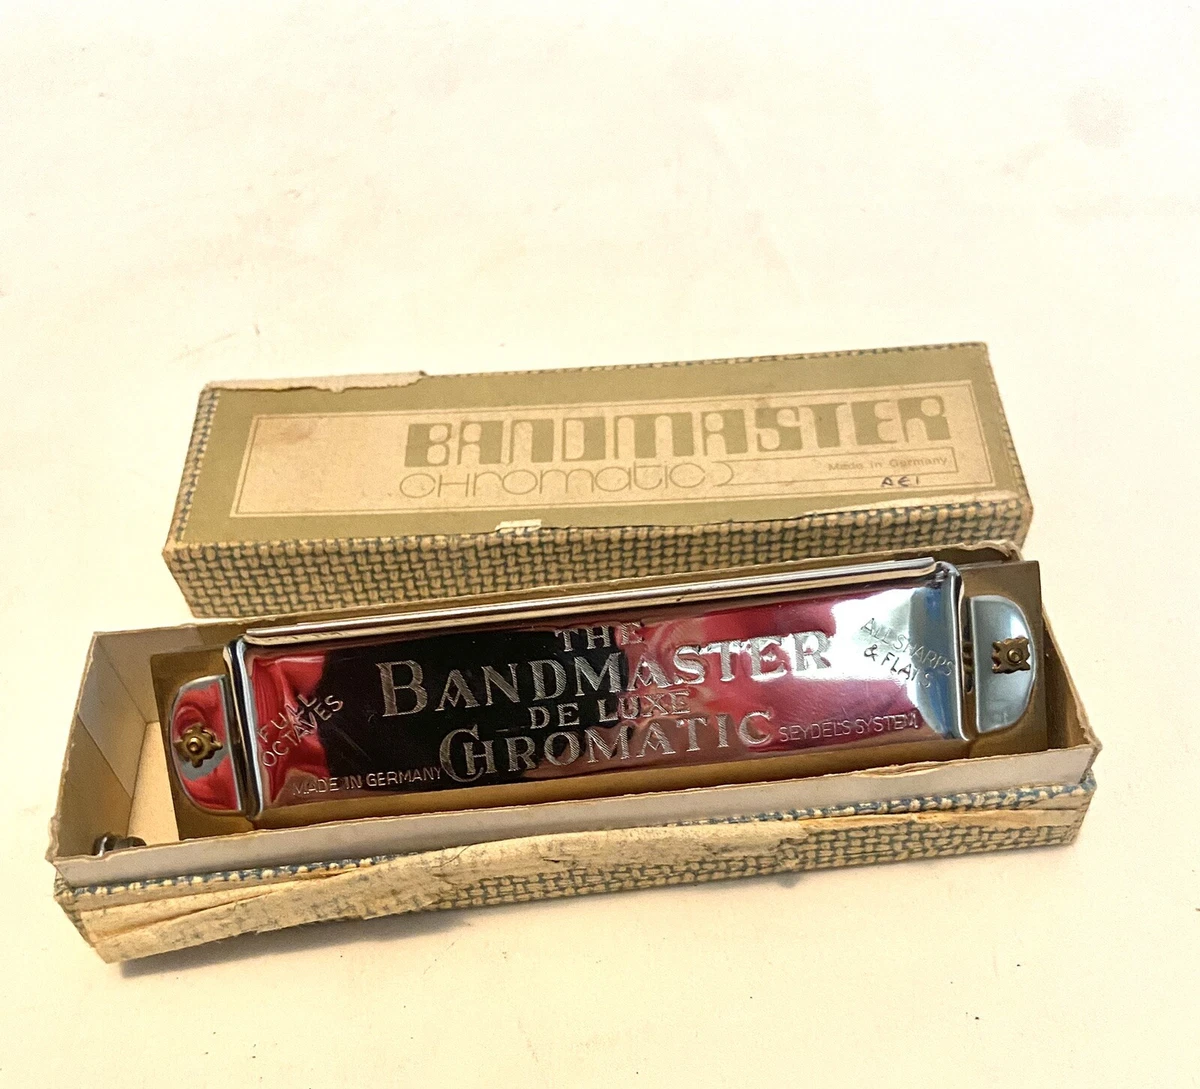 BANDMASTER
CHromatic
Made in Germany
AE1
FULL
OCTAVES
THE
BANDMASTER
DE LUXE
CHROMATIC
MADE IN GERMANY
SEYDEL'S SYSTEM
ALL SHARPS
& FLATS